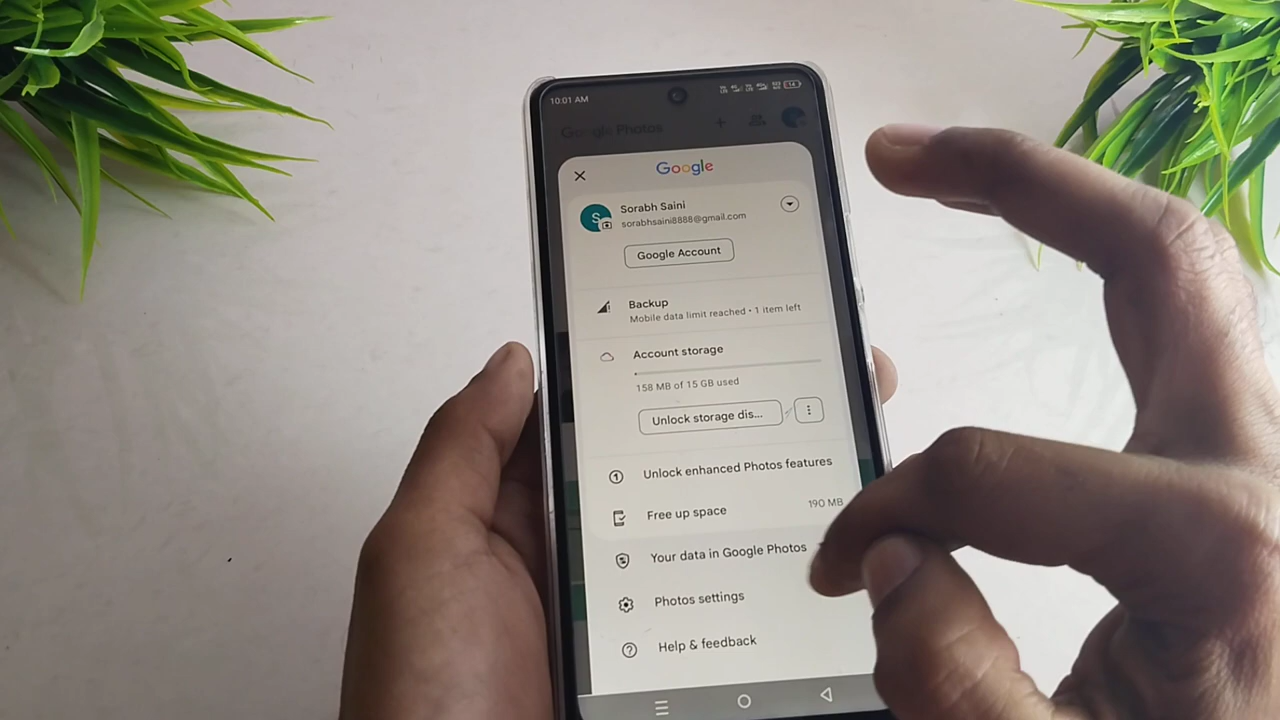 10:01 AM
Google Photos
Google
Sorabh Saini
sorabhsaini8888@gmail.com
Google Account
Backup
Mobile data limit reached • 1 item left
Account storage
158 MB of 15 GB used
Unlock storage dis...
Unlock enhanced Photos features
Free up space 190 MB
Your data in Google Photos
Photos settings
Help & feedback